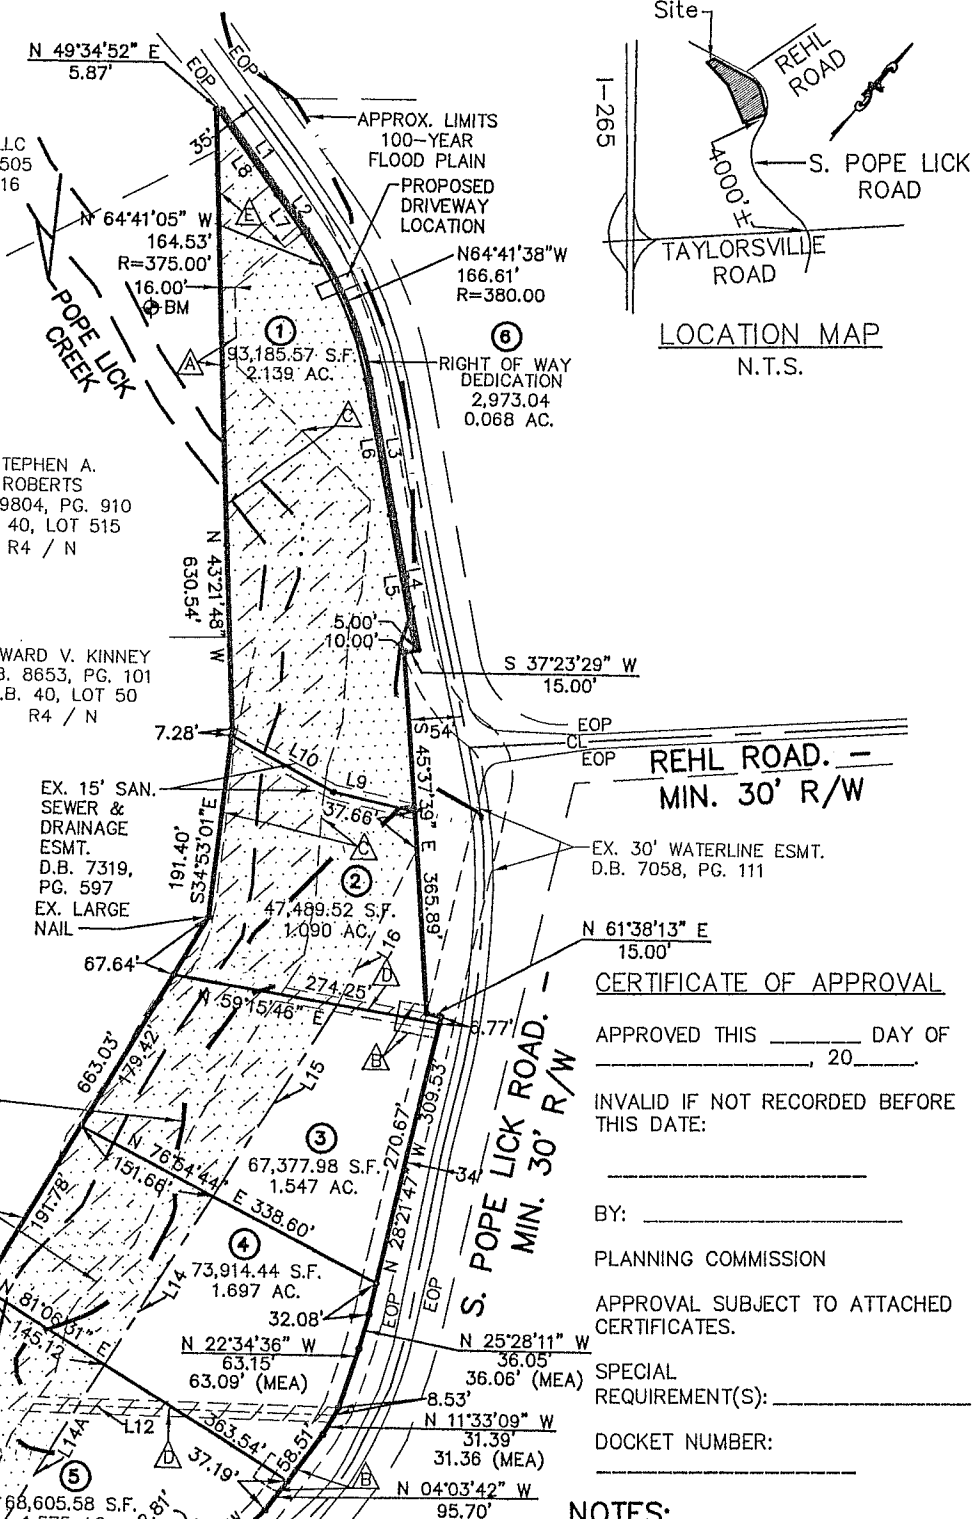 Site
REHL
ROAD
I-265
4000'±
S. POPE LICK
ROAD
TAYLORSVILLE
ROAD
LOCATION MAP
N.T.S.
N 49°34'52" E
5.87'
EOP
EOP
35'
L1
L8
L2
L7
APPROX. LIMITS
100-YEAR
FLOOD PLAIN
PROPOSED
DRIVEWAY
LOCATION
LLC
505
16
E
N 64°41'05" W
164.53'
R=375.00'
16.00'
BM
N64°41'38"W
166.61'
R=380.00
POPE LICK
CREEK
A
1
93,185.57 S.F.
2.139 AC.
6
RIGHT OF WAY
DEDICATION
2,973.04
0.068 AC.
C
L6
L3
TEPHEN A.
ROBERTS
9804, PG. 910
40, LOT 515
R4 / N
N 43°21'48" W
630.54'
L5
L4
5.00'
10.00'
S 37°23'29" W
15.00'
WARD V. KINNEY
B. 8653, PG. 101
.B. 40, LOT 50
R4 / N
7.28'
54'
EOP
CL
EOP
REHL ROAD. -
MIN. 30' R/W
L10
L9
37.66'
S 45°37'39" E
365.89'
EX. 15' SAN.
SEWER &
DRAINAGE
ESMT.
D.B. 7319,
PG. 597
EX. LARGE
NAIL
191.40'
S34°53'01"E
C
EX. 30' WATERLINE ESMT.
D.B. 7058, PG. 111
2
47,489.52 S.F.
1.090 AC.
L16
D
N 61°38'13" E
15.00'
67.64'
274.25'
N 59°15'46" E
6.77'
B
663.03'
179.42'
L15
270.67'
309.53'
N 28°21'47" W
34'
S. POPE LICK ROAD. -
MIN. 30' R/W
3
67,377.98 S.F.
1.547 AC.
N 76°54'44" E
151.66'
338.60'
191.78'
4
73,914.44 S.F.
1.697 AC.
L14
32.08'
EOP
EOP
N 81°06'31" E
145.12'
N 22°34'36" W
63.15'
63.09' (MEA)
N 25°28'11" W
36.05'
36.06' (MEA)
8.53'
L12
N 11°33'09" W
31.39'
31.36 (MEA)
363.54'
58.51'
L14A
D
37.19'
B
5
68,605.58 S.F.
N 04°03'42" W
95.70'
CERTIFICATE OF APPROVAL
APPROVED THIS ______ DAY OF
______________, 20____.
INVALID IF NOT RECORDED BEFORE
THIS DATE:
BY: _________________
PLANNING COMMISSION
APPROVAL SUBJECT TO ATTACHED
CERTIFICATES.
SPECIAL
REQUIREMENT(S): _____________
DOCKET NUMBER:
NOTES: